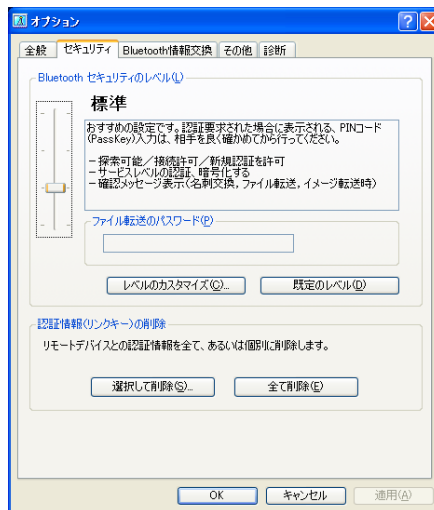 オプション
全般 セキュリティ Bluetooth情報交換 その他 診断
Bluetooth セキュリティのレベル(L)
標準
おすすめの設定です。認証要求された場合に表示される、PINコード
(PassKey)入力は、相手を良く確かめてから行ってください。
－探索可能／接続許可／新規認証を許可
－サービスレベルの認証、暗号化する
－確認メッセージ表示(名刺交換, ファイル転送, イメージ転送時)
ファイル転送のパスワード(P)
レベルのカスタマイズ(C)... 既定のレベル(D)
認証情報(リンクキー)の削除
リモートデバイスとの認証情報を全て、あるいは個別に削除します。
選択して削除(S)... 全て削除(E)
OK キャンセル 適用(A)